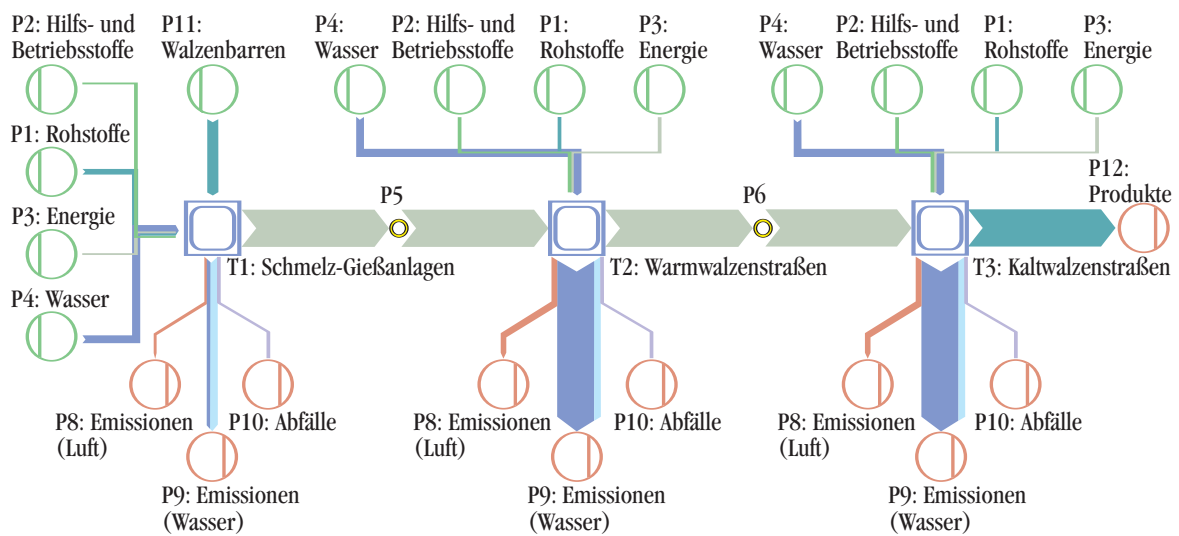 P2: Hilfs- und
Betriebsstoffe
P11:
Walzenbarren
P4:
Wasser
P2: Hilfs- und
Betriebsstoffe
P1:
Rohstoffe
P3:
Energie
P4:
Wasser
P2: Hilfs- und
Betriebsstoffe
P1:
Rohstoffe
P3:
Energie
P1: Rohstoffe
P3: Energie
P4: Wasser
P5
P6
P12:
Produkte
T1: Schmelz-Gießanlagen
T2: Warmwalzenstraßen
T3: Kaltwalzenstraßen
P8: Emissionen
(Luft)
P10: Abfälle
P9: Emissionen
(Wasser)
P8: Emissionen
(Luft)
P10: Abfälle
P9: Emissionen
(Wasser)
P8: Emissionen
(Luft)
P10: Abfälle
P9: Emissionen
(Wasser)